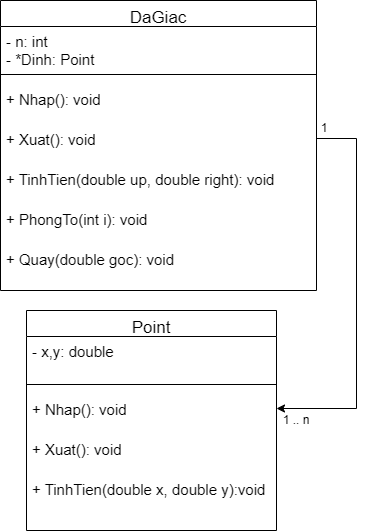 DaGiac
- n: int
- *Dinh: Point
+ Nhap(): void
+ Xuat(): void
+ TinhTien(double up, double right): void
+ PhongTo(int i): void
+ Quay(double goc): void
1
Point
- x,y: double
+ Nhap(): void
+ Xuat(): void
+ TinhTien(double x, double y):void
1 .. n